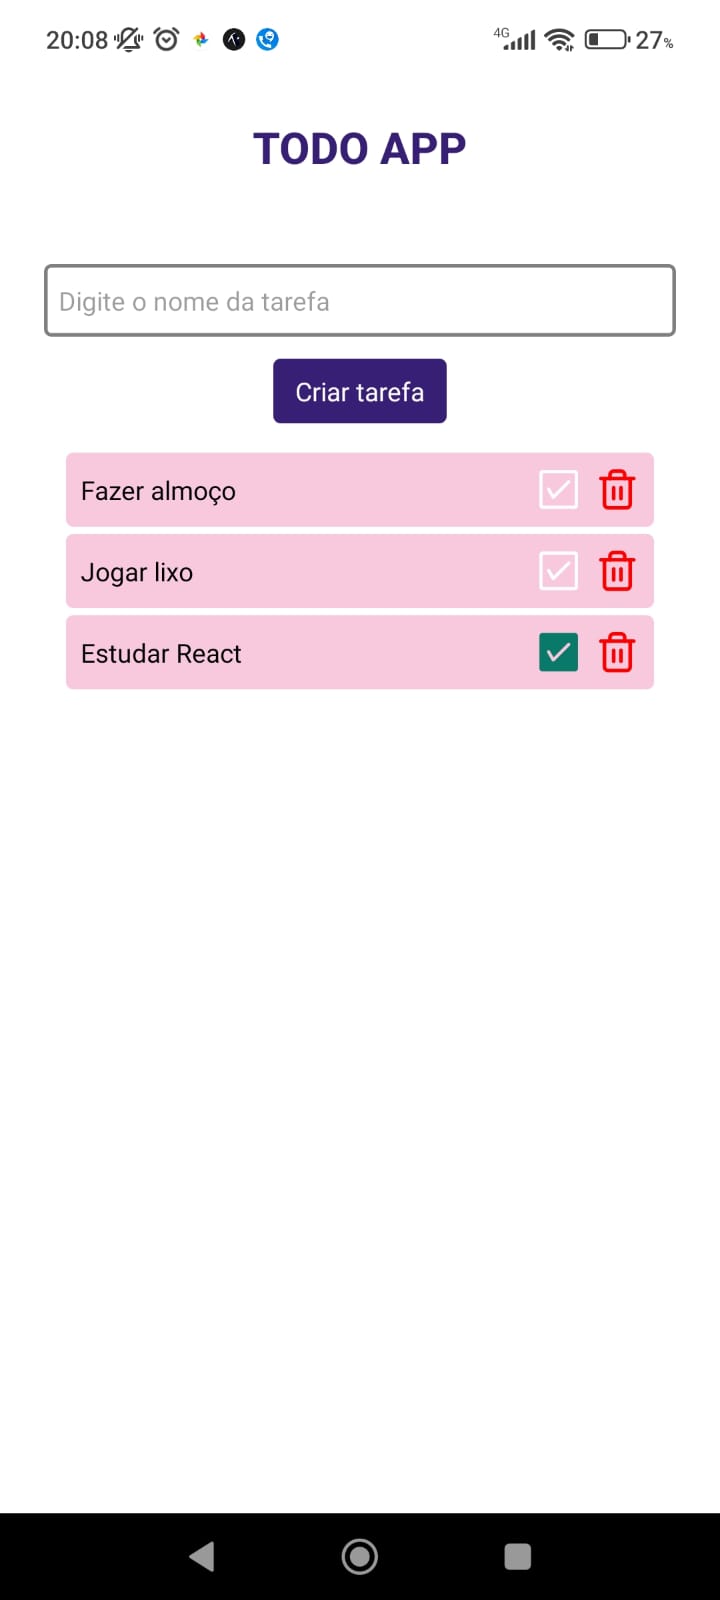 20:08 4G 27%
TODO APP
Digite o nome da tarefa
Criar tarefa
Fazer almoço
Jogar lixo
Estudar React